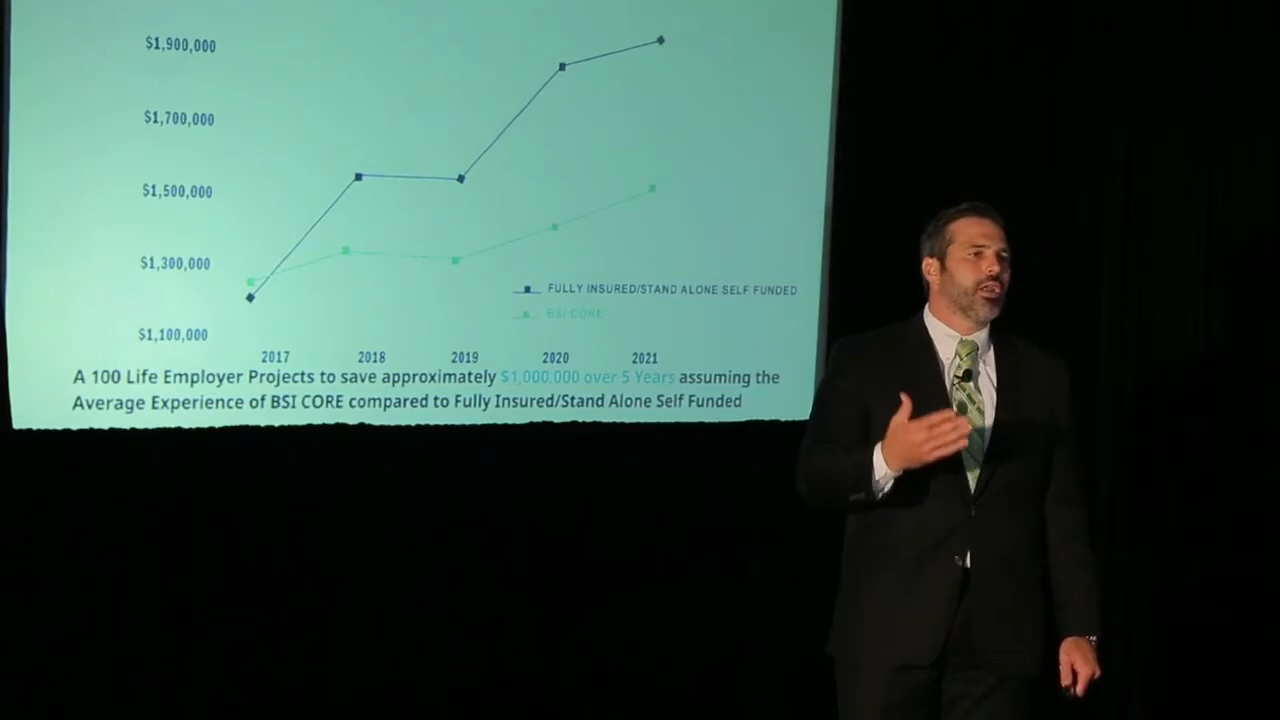 $1,900,000
$1,700,000
$1,500,000
$1,300,000
$1,100,000
FULLY INSURED/STAND ALONE SELF FUNDED
BSI CORE
2017 2018 2019 2020 2021
A 100 Life Employer Projects to save approximately $1,000,000 over 5 Years assuming the
Average Experience of BSI CORE compared to Fully Insured/Stand Alone Self Funded